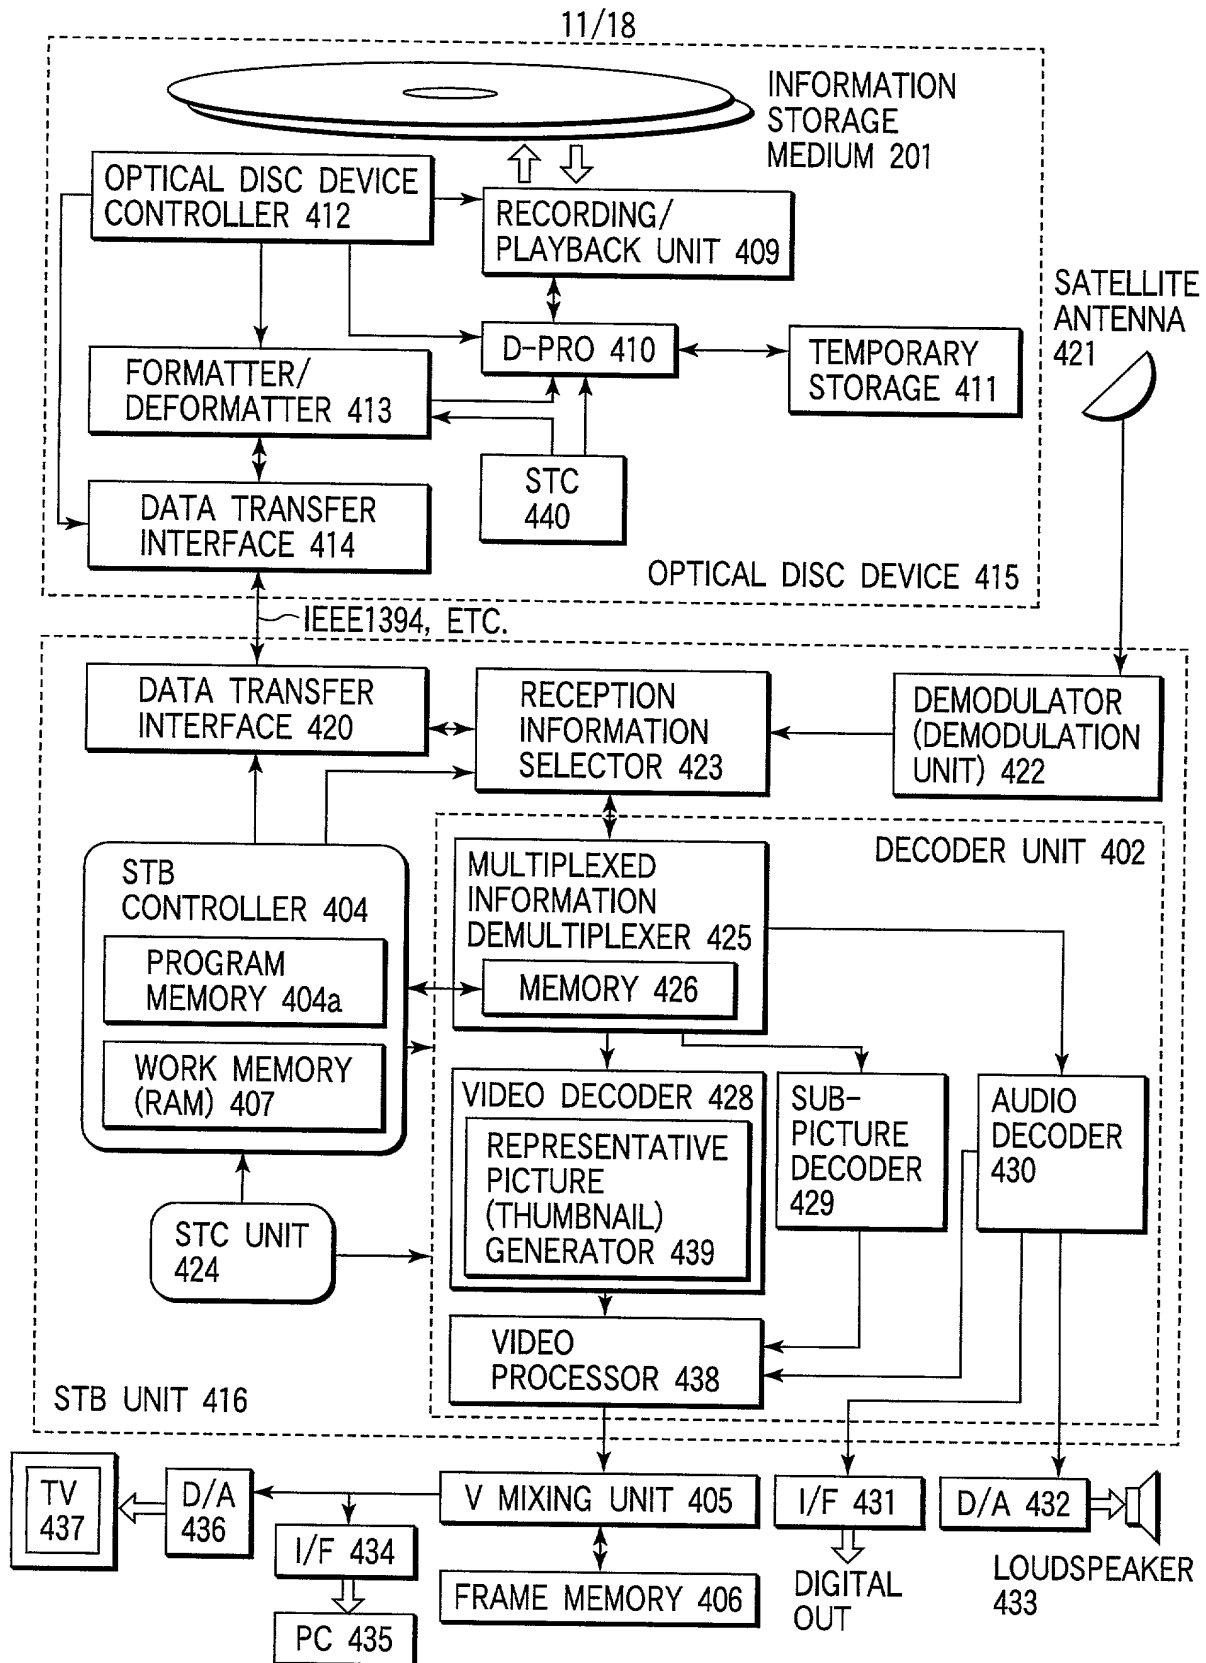 11/18
INFORMATION
STORAGE
MEDIUM 201
OPTICAL DISC DEVICE
CONTROLLER 412
RECORDING/
PLAYBACK UNIT 409
SATELLITE
ANTENNA
421
D-PRO 410
TEMPORARY
STORAGE 411
FORMATTER/
DEFORMATTER 413
STC
440
DATA TRANSFER
INTERFACE 414
OPTICAL DISC DEVICE 415
IEEE1394, ETC.
DATA TRANSFER
INTERFACE 420
RECEPTION
INFORMATION
SELECTOR 423
DEMODULATOR
(DEMODULATION
UNIT) 422
DECODER UNIT 402
STB
CONTROLLER 404
PROGRAM
MEMORY 404a
WORK MEMORY
(RAM) 407
MULTIPLEXED
INFORMATION
DEMULTIPLEXER 425
MEMORY 426
VIDEO DECODER 428
REPRESENTATIVE
PICTURE
(THUMBNAIL)
GENERATOR 439
SUB-
PICTURE
DECODER
429
AUDIO
DECODER
430
STC UNIT
424
VIDEO
PROCESSOR 438
STB UNIT 416
TV
437
D/A
436
V MIXING UNIT 405
I/F 431
D/A 432
I/F 434
FRAME MEMORY 406
DIGITAL
OUT
LOUDSPEAKER
433
PC 435